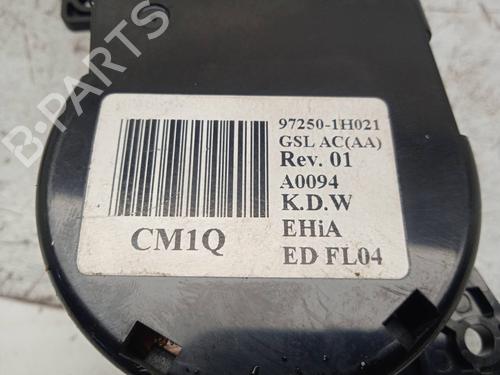 B-PARTS
97250-1H021
GSL AC(AA)
Rev. 01
A0094
K.D.W
EHiA
ED FL04
CM1Q